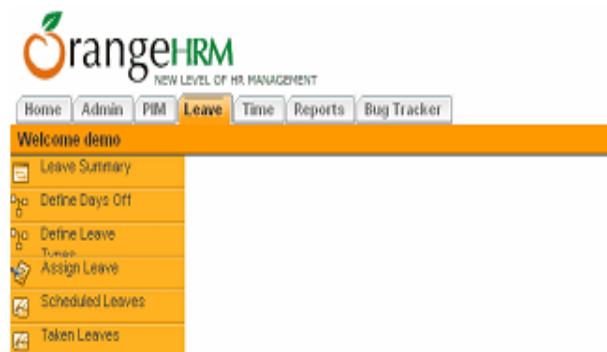 OrangeHRM
NEW LEVEL OF HR MANAGEMENT
Home Admin PIM Leave Time Reports Bug Tracker
Welcome demo
Leave Summary
Define Days Off
Define Leave
Types
Assign Leave
Scheduled Leaves
Taken Leaves